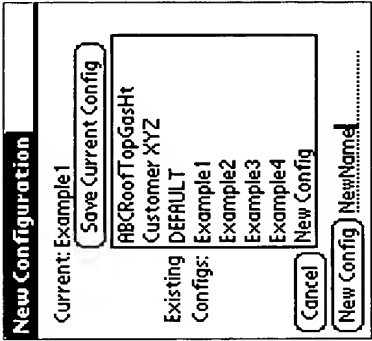 New Configuration
Current: Example1
Save Current Config
ABCRoofTopGasHt
Customer XYZ
Existing DEFAULT
Configs: Example1
Example2
Example3
Example4
New Config
Cancel
New Config NewName